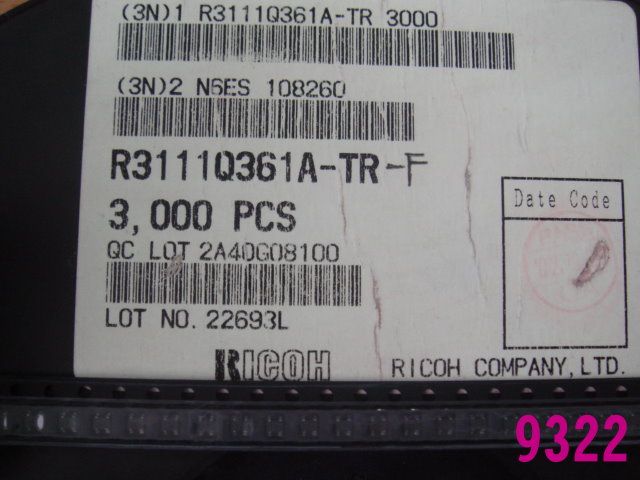 (3N)1 R3111Q361A-TR 3000
(3N)2 N6ES 108260
R3111Q361A-TR-F
3,000 PCS
QC LOT 2A40G08100
LOT NO. 22693L
Date Code
RICOH
RICOH COMPANY,LTD.
9322